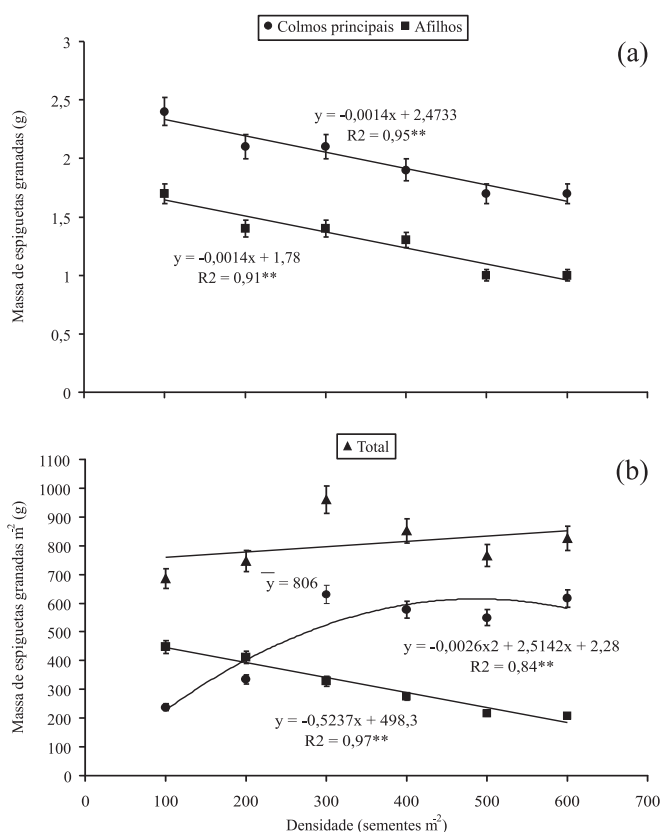 Colmos principais Afilhos
(a)
Massa de espiguetas granadas (g)
3
2,5
2
1,5
1
0,5
0
y = -0,0014x + 2,4733
R2 = 0,95**
y = -0,0014x + 1,78
R2 = 0,91**
Total
(b)
Massa de espiguetas granadas m-2 (g)
1100
1000
900
800
700
600
500
400
300
200
100
0
y = 806
y = -0,0026x2 + 2,5142x + 2,28
R2 = 0,84**
y = -0,5237x + 498,3
R2 = 0,97**
0 100 200 300 400 500 600 700
Densidade (sementes m-2)